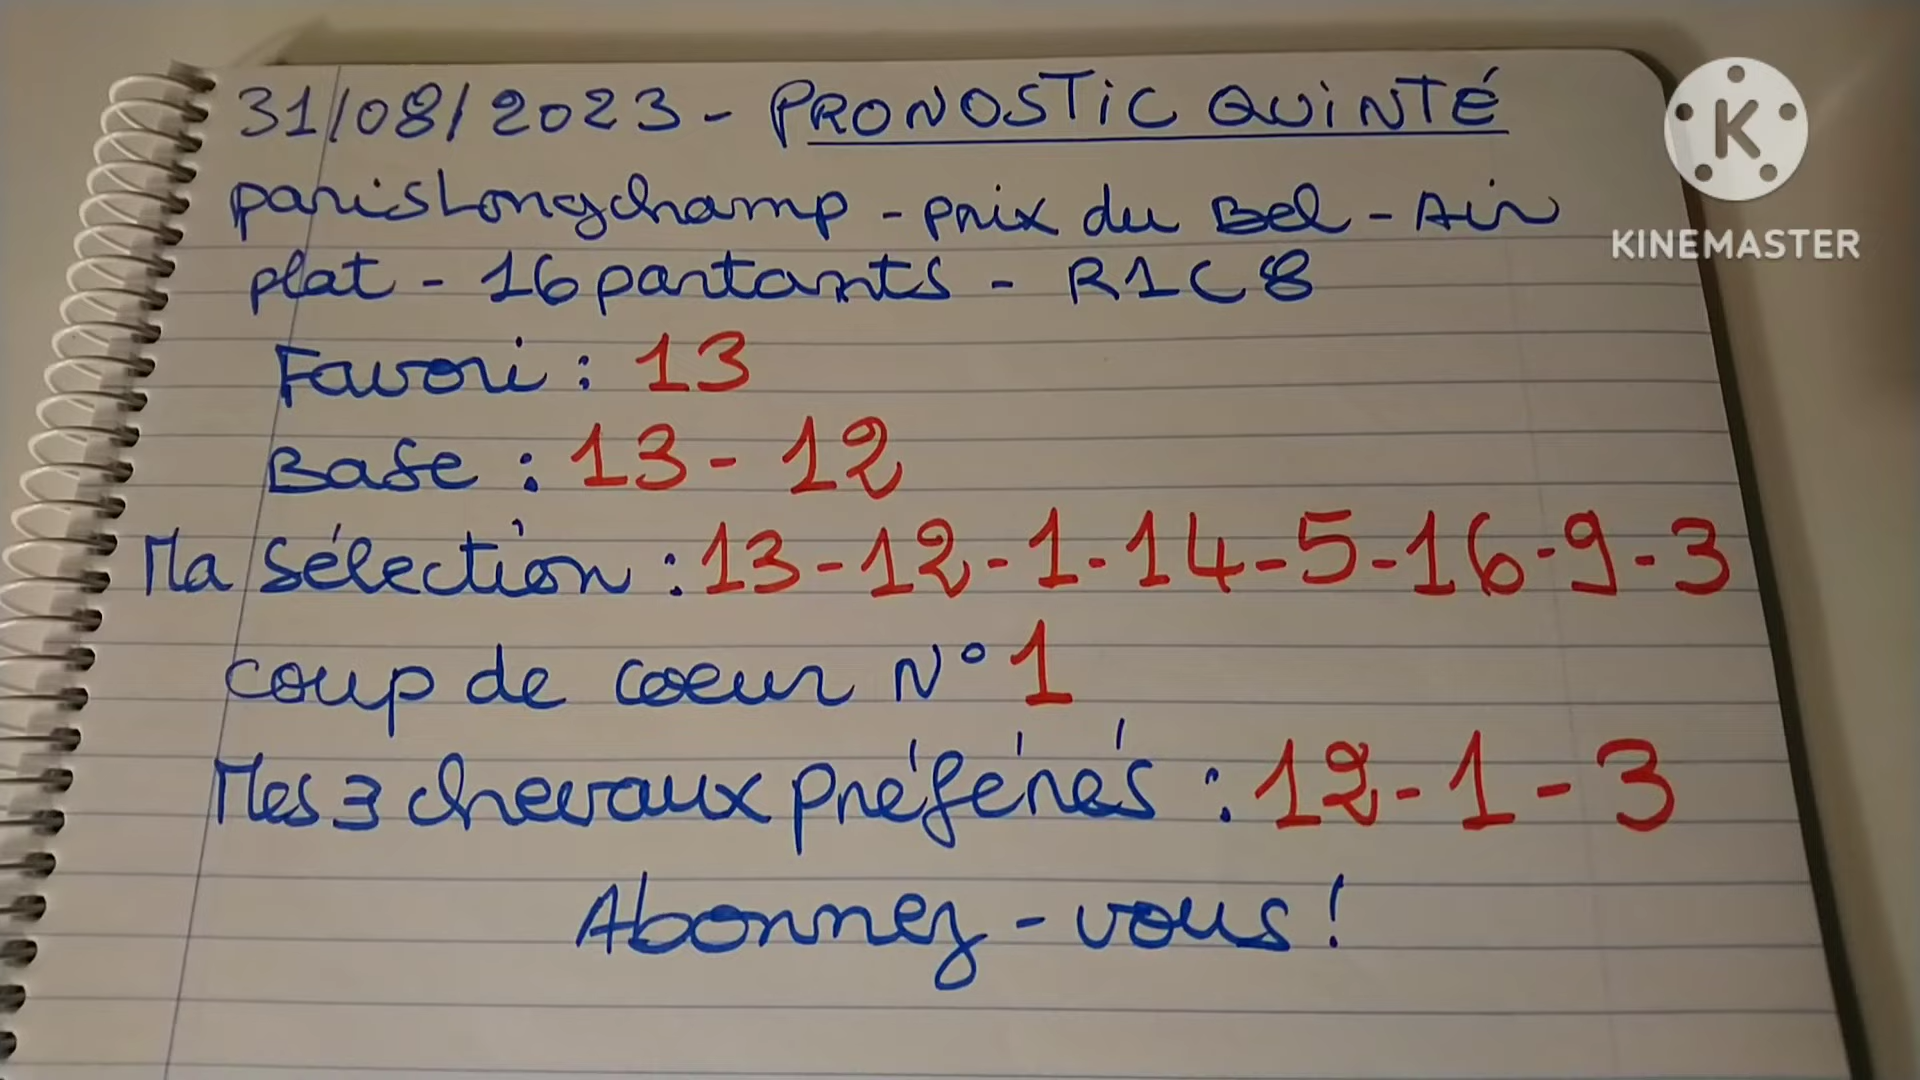 31/08/2023 - PRONOSTIC QUINTÉ
parisLongchamp - prix du Bel - Air
plat - 16 partants - R1C8
Favori : 13
Base : 13 - 12
Ma sélection : 13 - 12 - 1 - 14 - 5 - 16 - 9 - 3
coup de coeur N° 1
Mes 3 chevaux préférés : 12 - 1 - 3
Abonnez - vous !
K
KINEMASTER